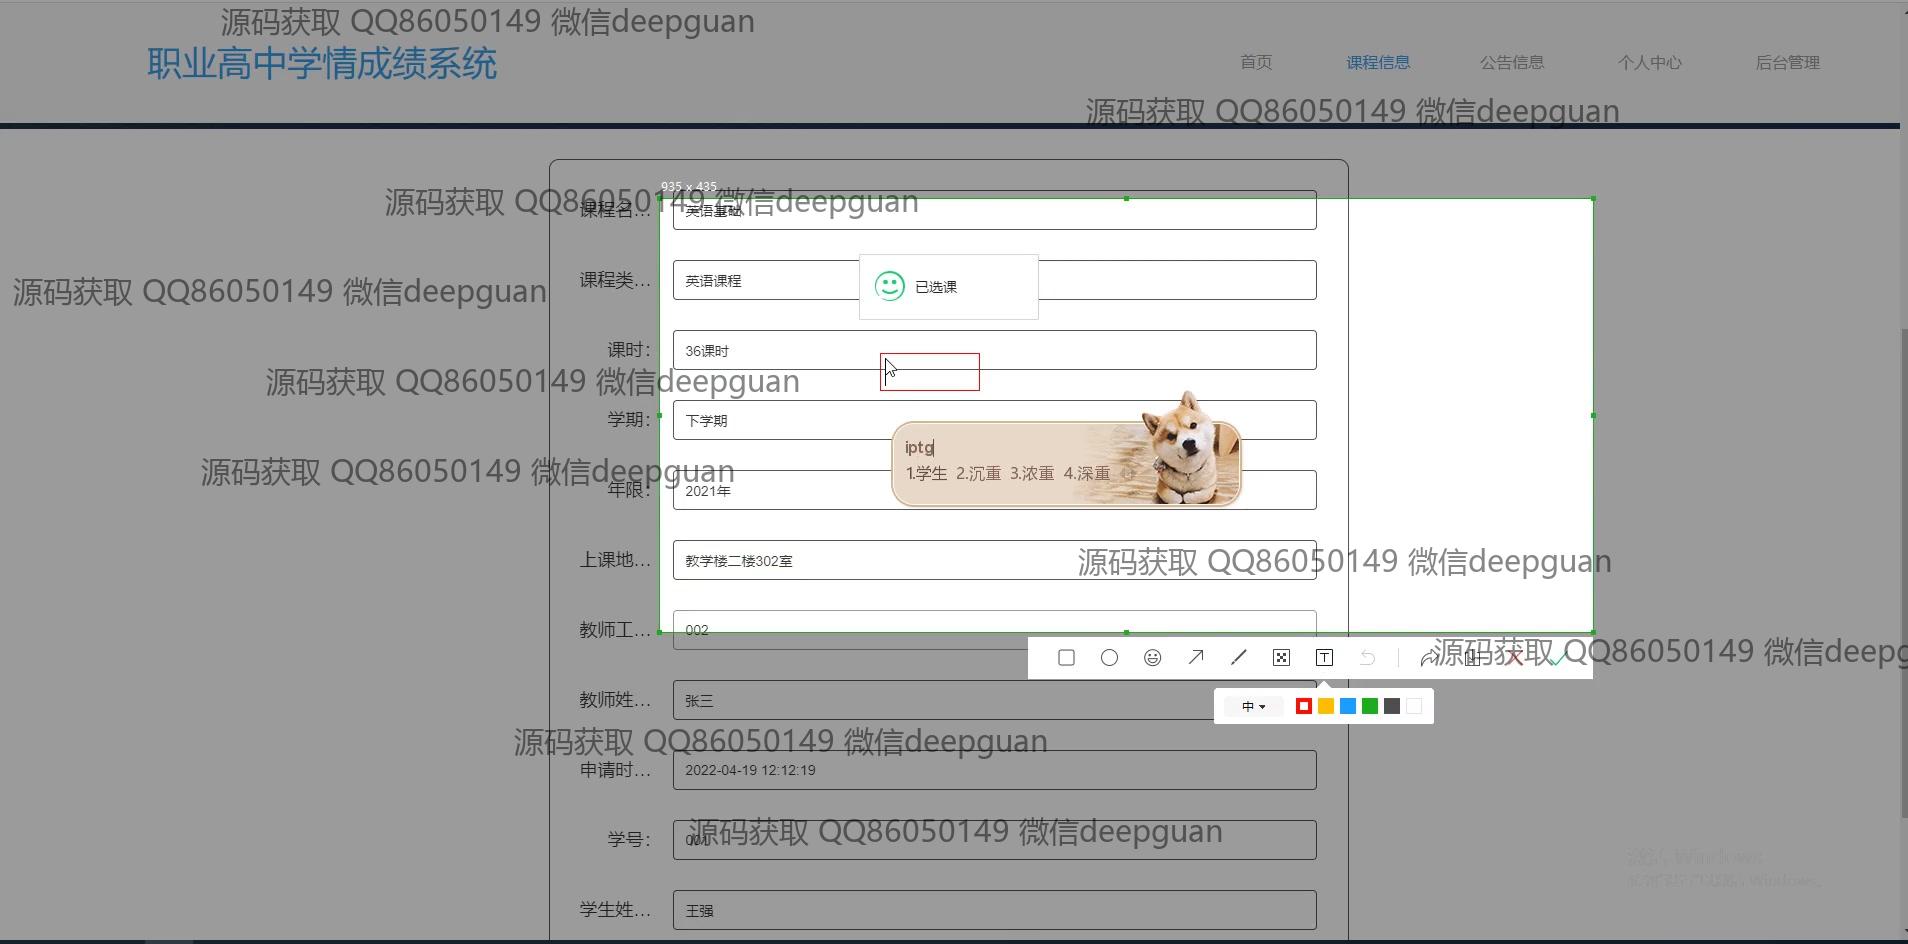 源码获取 QQ86050149 微信deepguan
职业高中学情成绩系统
首页 课程信息 公告信息 个人中心 后台管理
源码获取 QQ86050149 微信deepguan
935 x 435
源码获取 QQ86050149 微信deepguan
课程名... 英语基础
课程类... 英语课程
已选课
源码获取 QQ86050149 微信deepguan
课时： 36课时
源码获取 QQ86050149 微信deepguan
学期： 下学期
iptg
1.学生 2.沉重 3.浓重 4.深重
源码获取 QQ86050149 微信deepguan
年限： 2021年
上课地... 教学楼二楼302室
源码获取 QQ86050149 微信deepguan
教师工... 002
源码获取 QQ86050149 微信deepg
T
教师姓... 张三
中
源码获取 QQ86050149 微信deepguan
申请时... 2022-04-19 12:12:19
源码获取 QQ86050149 微信deepguan
学号： 001
激活 Windows
学生姓... 王强